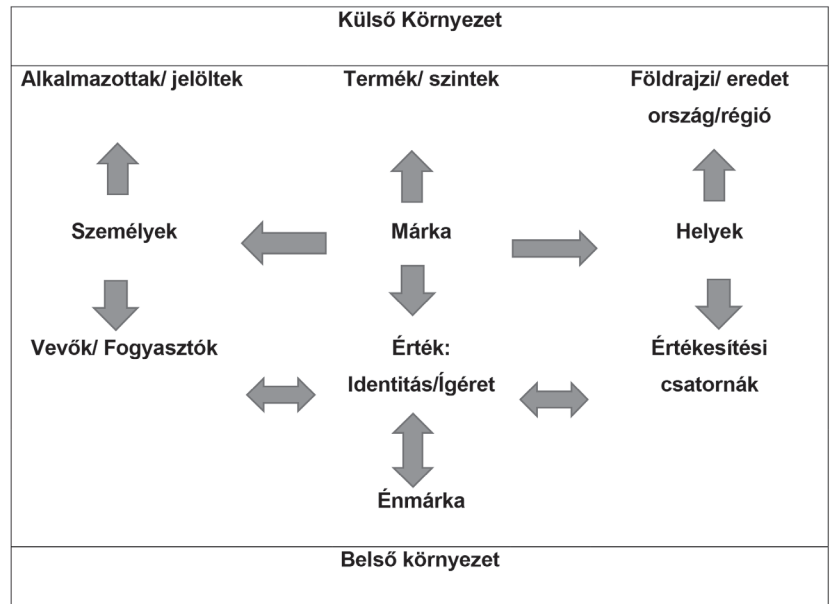 Külső Környezet
Alkalmazottak/ jelöltek
Termék/ szintek
Földrajzi/ eredet
ország/régió
Személyek
Márka
Helyek
Vevők/ Fogyasztók
Érték:
Identitás/Ígéret
Értékesítési
csatornák
Énmárka
Belső környezet